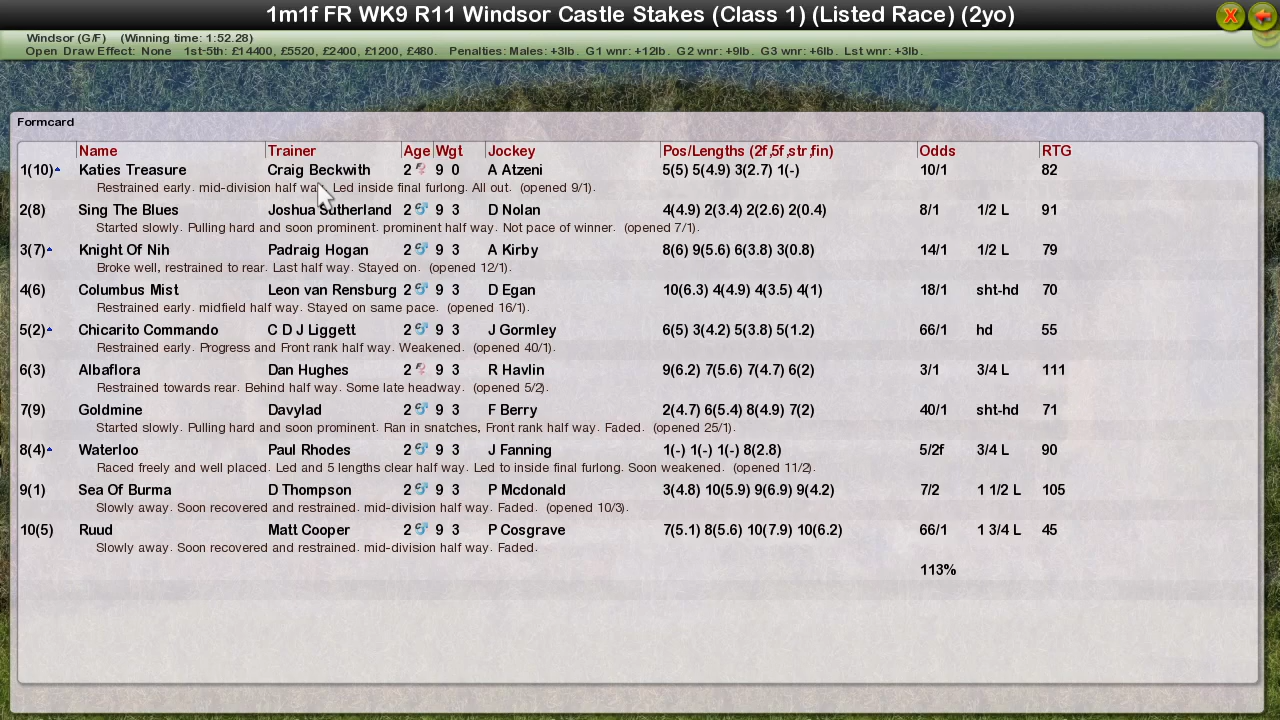 1m1f FR WK9 R11 Windsor Castle Stakes (Class 1) (Listed Race) (2yo)
X
Windsor (G/F) (Winning time: 1:52.28)
Open Draw Effect: None 1st-5th: £14400, £5520, £2400, £1200, £480. Penalties: Males: +3lb. G1 wnr: +12lb. G2 wnr: +9lb. G3 wnr: +6lb. Lst wnr: +3lb.
Formcard
Name Trainer Age Wgt Jockey Pos/Lengths (2f,5f,str,fin) Odds RTG
1(10) Katies Treasure Craig Beckwith 2 9 0 A Atzeni 5(5) 5(4.9) 3(2.7) 1(-) 10/1 82
Restrained early. mid-division half Led inside final furlong. All out. (opened 9/1).
2(8) Sing The Blues Joshua Sutherland 2 9 3 D Nolan 4(4.9) 2(3.4) 2(2.6) 2(0.4) 8/1 1/2 L 91
Started slowly. Pulling hard and soon prominent. prominent half way. Not pace of winner. (opened 7/1).
3(7) Knight Of Nih Padraig Hogan 2 9 3 A Kirby 8(6) 9(5.6) 6(3.8) 3(0.8) 14/1 1/2 L 79
Broke well, restrained to rear. Last half way. Stayed on. (opened 12/1).
4(6) Columbus Mist Leon van Rensburg 2 9 3 D Egan 10(6.3) 4(4.9) 4(3.5) 4(1) 18/1 sht-hd 70
Restrained early. midfield half way. Stayed on same pace. (opened 16/1).
5(2) Chicarito Commando C D J Liggett 2 9 3 J Gormley 6(5) 3(4.2) 5(3.8) 5(1.2) 66/1 hd 55
Restrained early. Progress and Front rank half way. Weakened. (opened 40/1).
6(3) Albaflora Dan Hughes 2 9 3 R Havlin 9(6.2) 7(5.6) 7(4.7) 6(2) 3/1 3/4 L 111
Restrained towards rear. Behind half way. Some late headway. (opened 5/2).
7(9) Goldmine Davylad 2 9 3 F Berry 2(4.7) 6(5.4) 8(4.9) 7(2) 40/1 sht-hd 71
Started slowly. Pulling hard and soon prominent. Ran in snatches, Front rank half way. Faded. (opened 25/1).
8(4) Waterloo Paul Rhodes 2 9 3 J Fanning 1(-) 1(-) 1(-) 8(2.8) 5/2f 3/4 L 90
Raced freely and well placed. Led and 5 lengths clear half way. Led to inside final furlong. Soon weakened. (opened 11/2).
9(1) Sea Of Burma D Thompson 2 9 3 P Mcdonald 3(4.8) 10(5.9) 9(6.9) 9(4.2) 7/2 1 1/2 L 105
Slowly away. Soon recovered and restrained. mid-division half way. Faded. (opened 10/3).
10(5) Ruud Matt Cooper 2 9 3 P Cosgrave 7(5.1) 8(5.6) 10(7.9) 10(6.2) 66/1 1 3/4 L 45
Slowly away. Soon recovered and restrained. mid-division half way. Faded.
113%